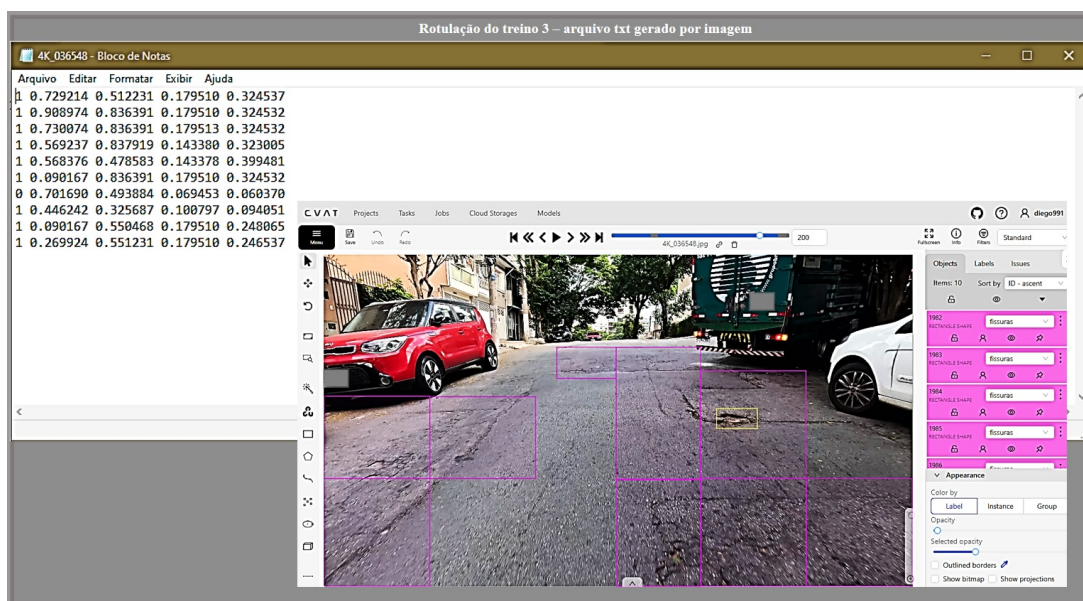 Rotulação do treino 3 – arquivo txt gerado por imagem
4K_036548 - Bloco de Notas
Arquivo Editar Formatar Exibir Ajuda
1 0.729214 0.512231 0.179510 0.324537
1 0.908974 0.836391 0.179510 0.324532
1 0.730074 0.836391 0.179513 0.324532
1 0.569237 0.837919 0.143380 0.323005
1 0.568376 0.478583 0.143378 0.399481
1 0.090167 0.836391 0.179510 0.324532
0 0.701690 0.493884 0.069453 0.060370
1 0.446242 0.325687 0.100797 0.094051
1 0.090167 0.550468 0.179510 0.248065
1 0.269924 0.551231 0.179510 0.246537
CVAT Projects Tasks Jobs Cloud Storages Models diego991
Menu Save Undo Redo 4K_036548.jpg 200 Fullscreen Info Filters Standard
Objects Labels Issues
Items: 10 Sort by ID - ascent
1982
RECTANGLE SHAPE
fissuras
1983
RECTANGLE SHAPE
fissuras
1984
RECTANGLE SHAPE
fissuras
1985
RECTANGLE SHAPE
fissuras
1986
Appearance
Color by
Label Instance Group
Opacity
Selected opacity
Outlined borders
Show bitmap Show projections